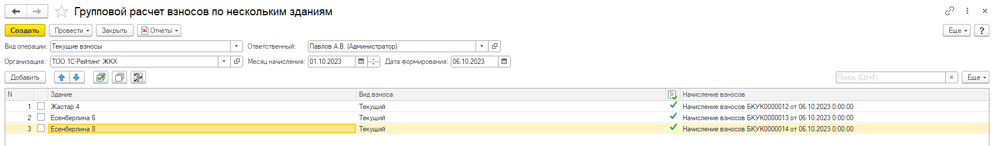 Групповой расчет взносов по нескольким зданиям
Создать Провести Закрыть Отчеты Еще ?
Вид операции: Текущие взносы Ответственный: Павлов А.В. (Администратор)
Организация: ТОО 1С-Рейтинг ЖКХ Месяц начисления: 01.10.2023 Дата формирования: 06.10.2023
Добавить Поиск (Ctrl+F) Еще
N Здание Вид взноса Начисление взносов
1 Жастар 4 Текущий Начисление взносов БКУК0000012 от 06.10.2023 0:00:00
2 Есенберлина 6 Текущий Начисление взносов БКУК0000013 от 06.10.2023 0:00:00
3 Есенберлина 8 Текущий Начисление взносов БКУК0000014 от 06.10.2023 0:00:00